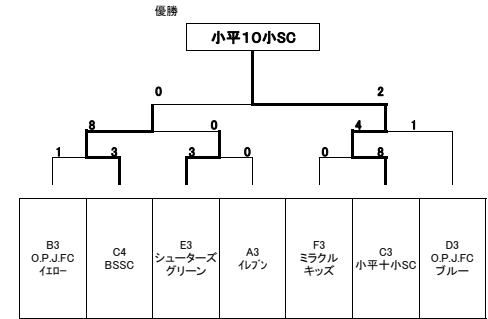 優勝
小平10小SC
0 2
8 0 4 1
1 3 3 0 0 8
B3
O.P.J.FC
イエロー
C4
BSSC
E3
シューターズ
グリーン
A3
イレブン
F3
ミラクル
キッズ
C3
小平十小SC
D3
O.P.J.FC
ブルー